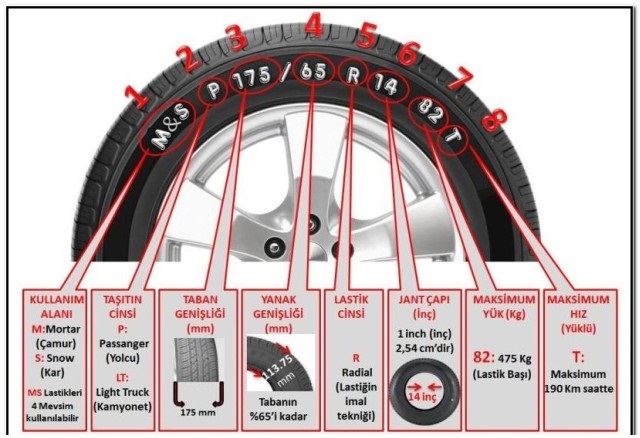 1 2 3 4 5 6 7 8
M&S P 175 / 65 R 14 82 T
KULLANIM
ALANI
M:Mortar
(Çamur)
S: Snow
(Kar)
MS Lastikleri
4 Mevsim
kullanılabilir
TAŞITIN
CİNSİ
P:
Passanger
(Yolcu)
LT:
Light Truck
(Kamyonet)
TABAN
GENİŞLİĞİ
(mm)
175 mm
YANAK
GENİŞLİĞİ
(mm)
113.75
mm
Tabanın
%65'i kadar
LASTİK
CİNSİ
R
Radial
(Lastiğin
imal
tekniği)
JANT ÇAPI
(İnç)
1 inch (inç)
2,54 cm'dir
14 inç
MAKSİMUM
YÜK (Kg)
82: 475 Kg
(Lastik Başı)
MAKSİMUM
HIZ
(Yüklü)
T:
Maksimum
190 Km saatte